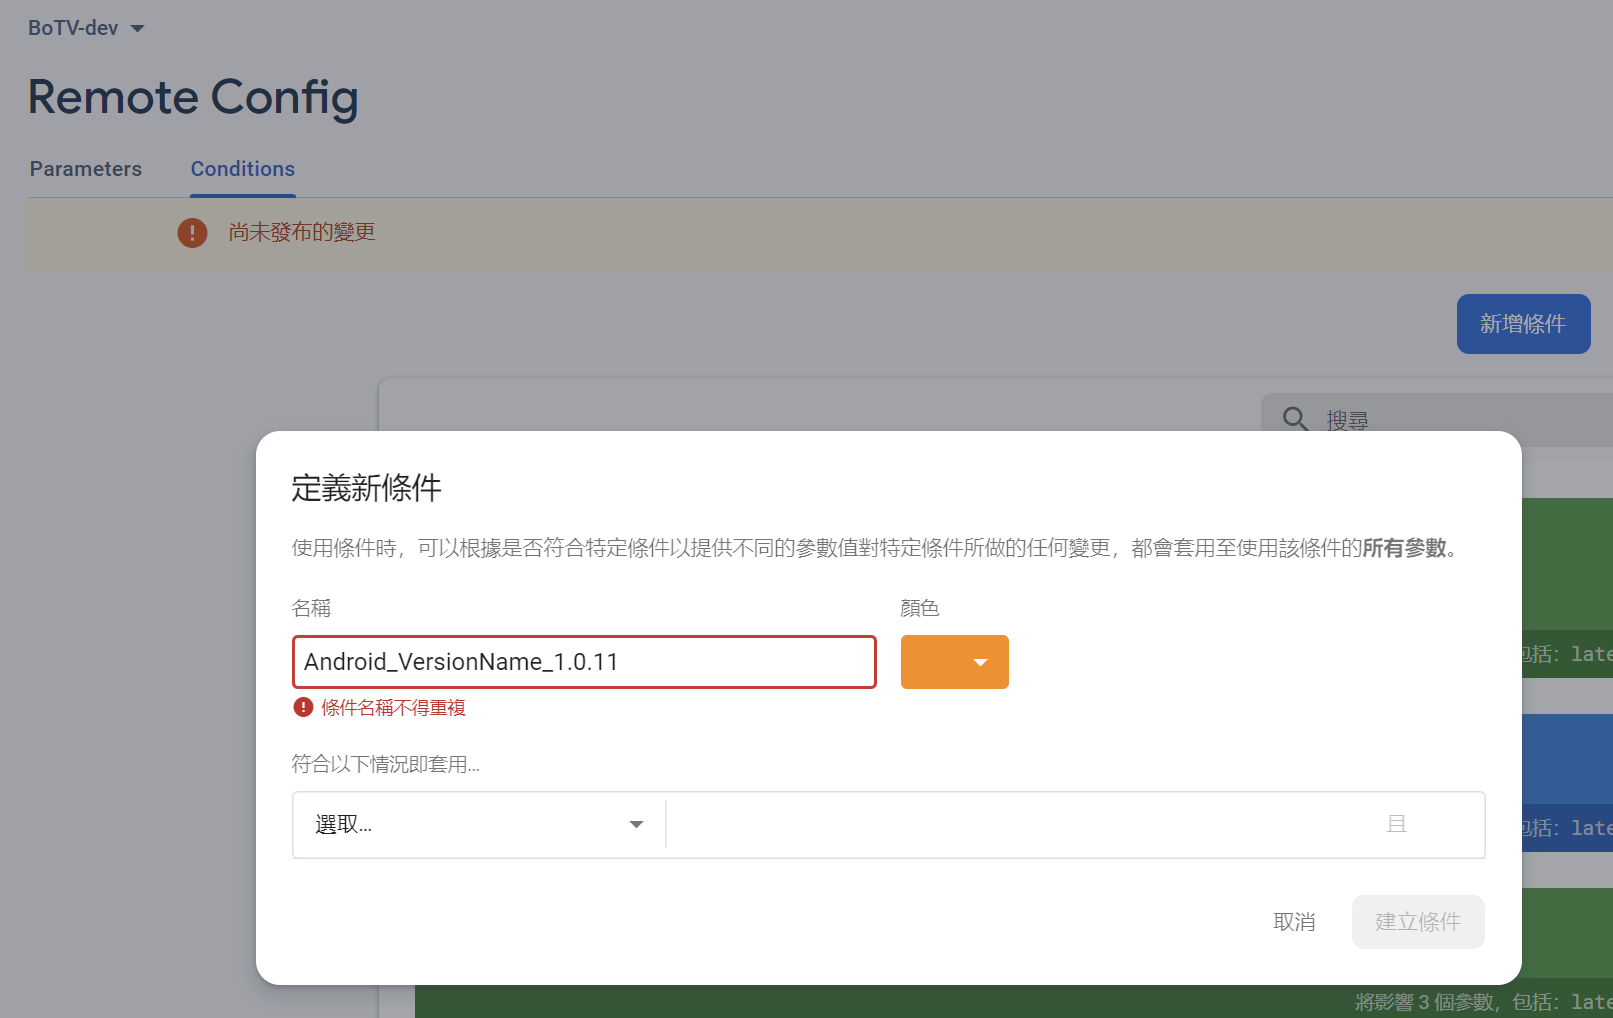 BoTV-dev
Remote Config
Parameters
Conditions
尚未發布的變更
新增條件
搜尋
定義新條件
使用條件時，可以根據是否符合特定條件以提供不同的參數值對特定條件所做的任何變更，都會套用至使用該條件的所有參數。
名稱
顏色
Android_VersionName_1.0.11
條件名稱不得重複
包括：late
符合以下情況即套用...
選取...
且
包括：late
取消
建立條件
將影響 3 個參數，包括：late